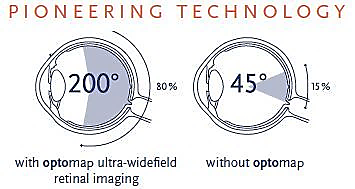 PIONEERING TECHNOLOGY
200°
80%
45°
15%
with optomap ultra-widefield
retinal imaging
without optomap